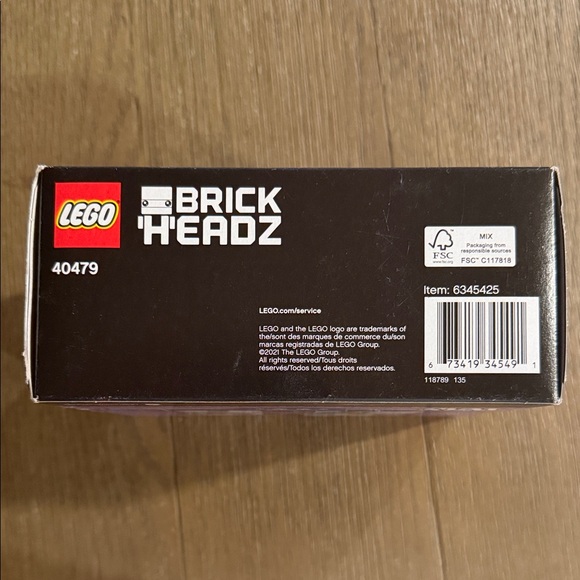 LEGO
BRICK
'H'EADZ
40479
MIX
Packaging from
responsible sources
FSC
www.fsc.org
FSC™ C117818
Item: 6345425
LEGO.com/service
LEGO and the LEGO logo are trademarks of
the/sont des marques de commerce du/son
marcas registradas de LEGO Group.
©2021 The LEGO Group.
All rights reserved/Tous droits
réservés/Todos los derechos reservados.
6 73419 34549 1
118789 135